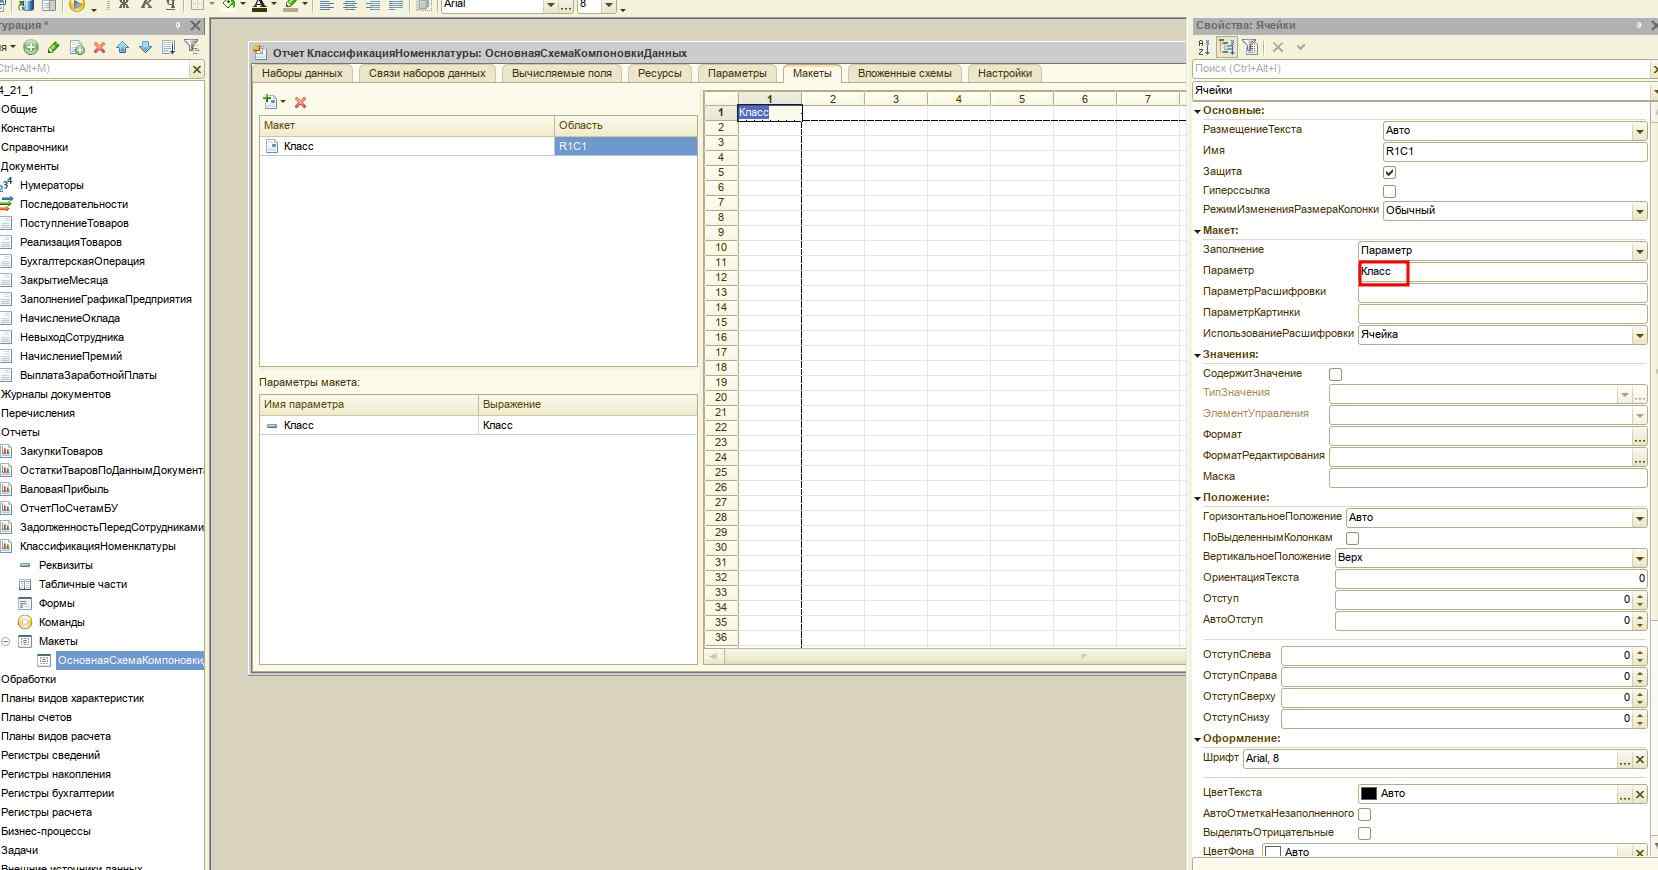 Ж К Ч А Arial 8
гурация *
Ctrl+Alt+M)
4_21_1
Общие
Константы
Справочники
Документы
Нумераторы
Последовательности
ПоступлениеТоваров
РеализацияТоваров
БухгалтерскаяОперация
ЗакрытиеМесяца
ЗаполнениеГрафикаПредприятия
НачислениеОклада
НевыходСотрудника
НачислениеПремий
ВыплатаЗаработнойПлаты
Журналы документов
Перечисления
Отчеты
ЗакупкиТоваров
ОстаткиТваровПоДаннымДокумент
ВаловаяПрибыль
ОтчетПоСчетамБУ
ЗадолженностьПередСотрудниками
КлассификацияНоменклатуры
Реквизиты
Табличные части
Формы
Команды
Макеты
ОсновнаяСхемаКомпоновки
Обработки
Планы видов характеристик
Планы счетов
Планы видов расчета
Регистры сведений
Регистры накопления
Регистры бухгалтерии
Регистры расчета
Бизнес-процессы
Задачи
Внешние источники данных
Отчет КлассификацияНоменклатуры: ОсновнаяСхемаКомпоновкиДанных
Наборы данных Связи наборов данных Вычисляемые поля Ресурсы Параметры Макеты Вложенные схемы Настройки
Макет Область
Класс R1C1
Параметры макета:
Имя параметра Выражение
Класс Класс
1 2 3 4 5 6 7
1 Класс
2
3
4
5
6
7
8
9
10
11
12
13
14
15
16
17
18
19
20
21
22
23
24
25
26
27
28
29
30
31
32
33
34
35
36
Свойства: Ячейки
Поиск (Ctrl+Alt+I)
Ячейки
Основные:
РазмещениеТекста Авто
Имя R1C1
Защита
Гиперссылка
РежимИзмененияРазмераКолонки Обычный
Макет:
Заполнение Параметр
Параметр Класс
ПараметрРасшифровки
ПараметрКартинки
ИспользованиеРасшифровки Ячейка
Значения:
СодержитЗначение
ТипЗначения
ЭлементУправления
Формат
ФорматРедактирования
Маска
Положение:
ГоризонтальноеПоложение Авто
ПоВыделеннымКолонкам
ВертикальноеПоложение Верх
ОриентацияТекста 0
Отступ 0
АвтоОтступ 0
ОтступСлева 0
ОтступСправа 0
ОтступСверху 0
ОтступСнизу 0
Оформление:
Шрифт Arial, 8
ЦветТекста Авто
АвтоОтметкаНезаполненного
ВыделятьОтрицательные
ЦветФона Авто